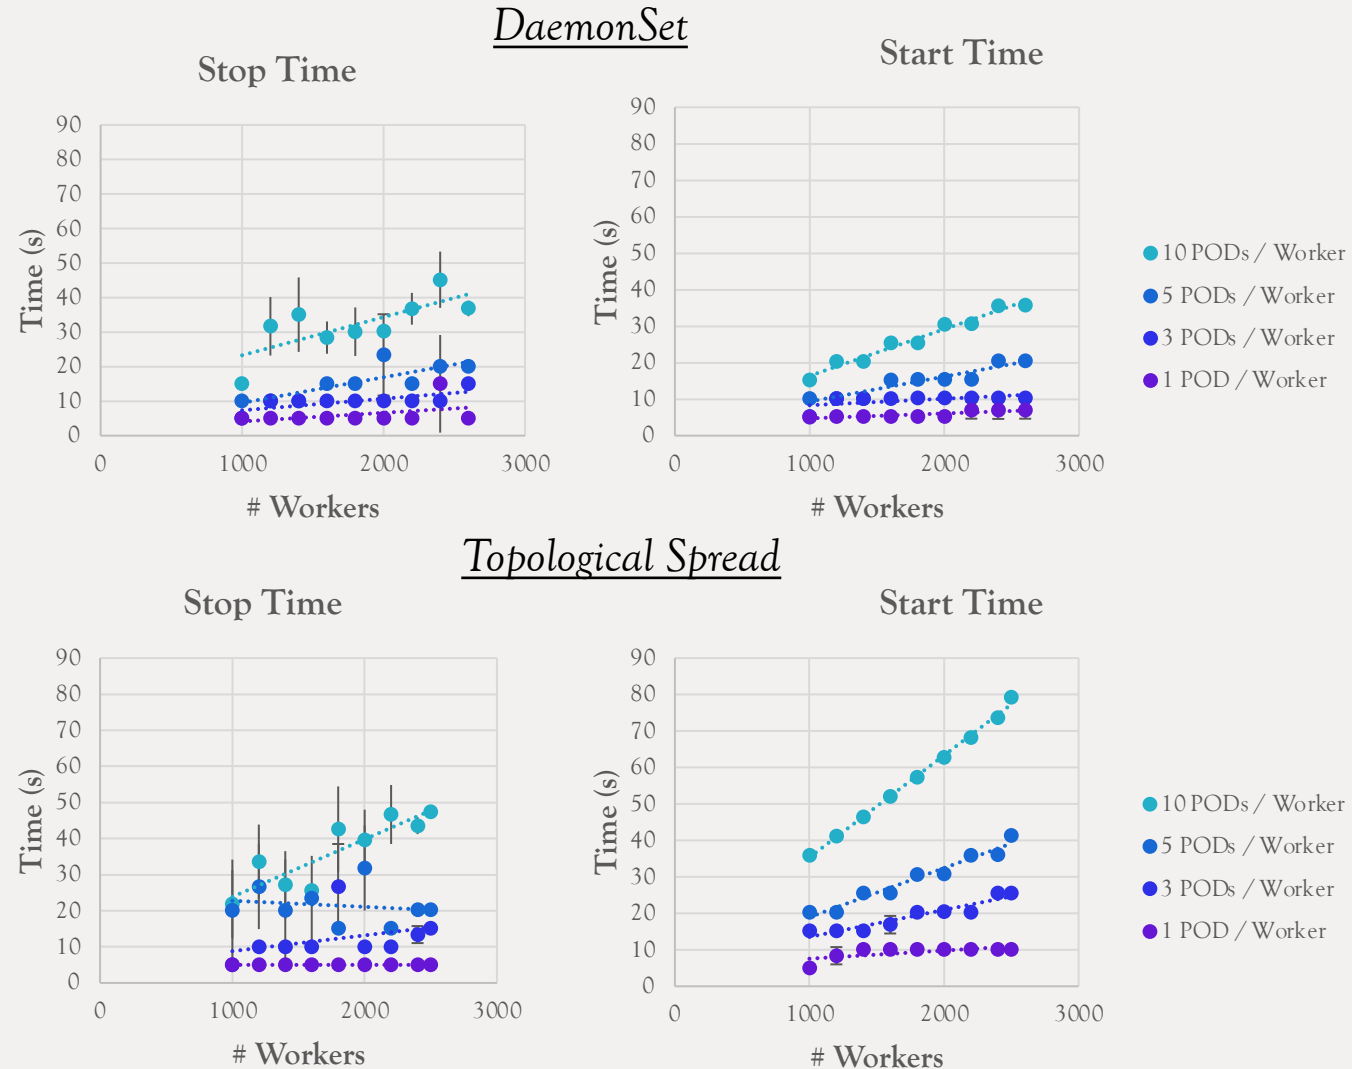 DaemonSet
Stop Time
Start Time
90
80
70
60
50
40
30
20
10
0
0 1000 2000 3000
Time (s)
# Workers
90
80
70
60
50
40
30
20
10
0
0 1000 2000 3000
Time (s)
# Workers
10 PODs / Worker
5 PODs / Worker
3 PODs / Worker
1 POD / Worker
Topological Spread
Stop Time
Start Time
90
80
70
60
50
40
30
20
10
0
0 1000 2000 3000
Time (s)
# Workers
90
80
70
60
50
40
30
20
10
0
0 1000 2000 3000
Time (s)
# Workers
10 PODs / Worker
5 PODs / Worker
3 PODs / Worker
1 POD / Worker